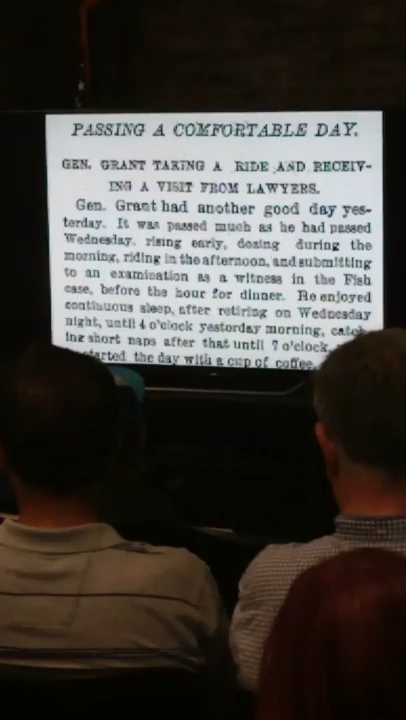 PASSING A COMFORTABLE DAY.
GEN. GRANT TAKING A RIDE AND RECEIV-
ING A VISIT FROM LAWYERS.
Gen. Grant had another good day yes-
terday. It was passed much as he had passed
Wednesday, rising early, dozing during the
morning, riding in the afternoon, and submitting
to an examination as a witness in the Fish
case, before the hour for dinner. He enjoyed
continuous sleep, after retiring on Wednesday
night, until 4 o'clock yesterday morning, catch-
ing short naps after that until 7 o'clock,
started the day with a cup of coffee.